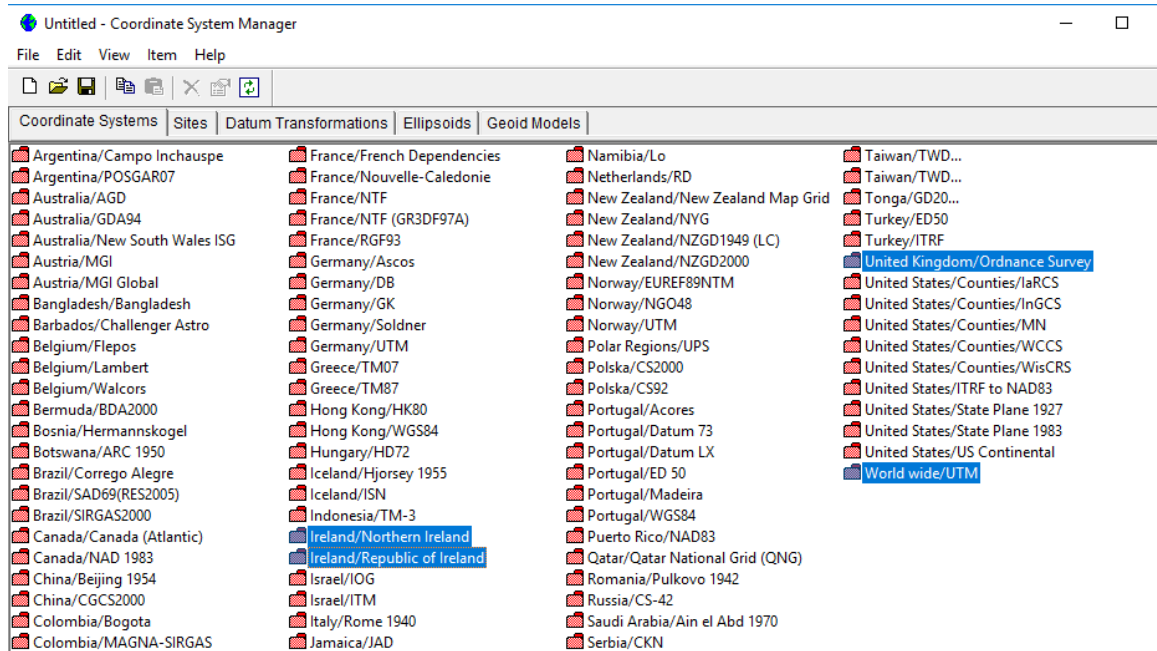 Untitled - Coordinate System Manager
File Edit View Item Help
Coordinate Systems Sites Datum Transformations Ellipsoids Geoid Models
Argentina/Campo Inchauspe
Argentina/POSGAR07
Australia/AGD
Australia/GDA94
Australia/New South Wales ISG
Austria/MGI
Austria/MGI Global
Bangladesh/Bangladesh
Barbados/Challenger Astro
Belgium/Flepos
Belgium/Lambert
Belgium/Walcors
Bermuda/BDA2000
Bosnia/Hermannskogel
Botswana/ARC 1950
Brazil/Corrego Alegre
Brazil/SAD69(RES2005)
Brazil/SIRGAS2000
Canada/Canada (Atlantic)
Canada/NAD 1983
China/Beijing 1954
China/CGCS2000
Colombia/Bogota
Colombia/MAGNA-SIRGAS
France/French Dependencies
France/Nouvelle-Caledonie
France/NTF
France/NTF (GR3DF97A)
France/RGF93
Germany/Ascos
Germany/DB
Germany/GK
Germany/Soldner
Germany/UTM
Greece/TM07
Greece/TM87
Hong Kong/HK80
Hong Kong/WGS84
Hungary/HD72
Iceland/Hjorsey 1955
Iceland/ISN
Indonesia/TM-3
Ireland/Northern Ireland
Ireland/Republic of Ireland
Israel/IOG
Israel/ITM
Italy/Rome 1940
Jamaica/JAD
Namibia/Lo
Netherlands/RD
New Zealand/New Zealand Map Grid
New Zealand/NYG
New Zealand/NZGD1949 (LC)
New Zealand/NZGD2000
Norway/EUREF89NTM
Norway/NGO48
Norway/UTM
Polar Regions/UPS
Polska/CS2000
Polska/CS92
Portugal/Acores
Portugal/Datum 73
Portugal/Datum LX
Portugal/ED 50
Portugal/Madeira
Portugal/WGS84
Puerto Rico/NAD83
Qatar/Qatar National Grid (QNG)
Romania/Pulkovo 1942
Russia/CS-42
Saudi Arabia/Ain el Abd 1970
Serbia/CKN
Taiwan/TWD...
Taiwan/TWD...
Tonga/GD20...
Turkey/ED50
Turkey/ITRF
United Kingdom/Ordnance Survey
United States/Counties/IaRCS
United States/Counties/InGCS
United States/Counties/MN
United States/Counties/WCCS
United States/Counties/WisCRS
United States/ITRF to NAD83
United States/State Plane 1927
United States/State Plane 1983
United States/US Continental
World wide/UTM